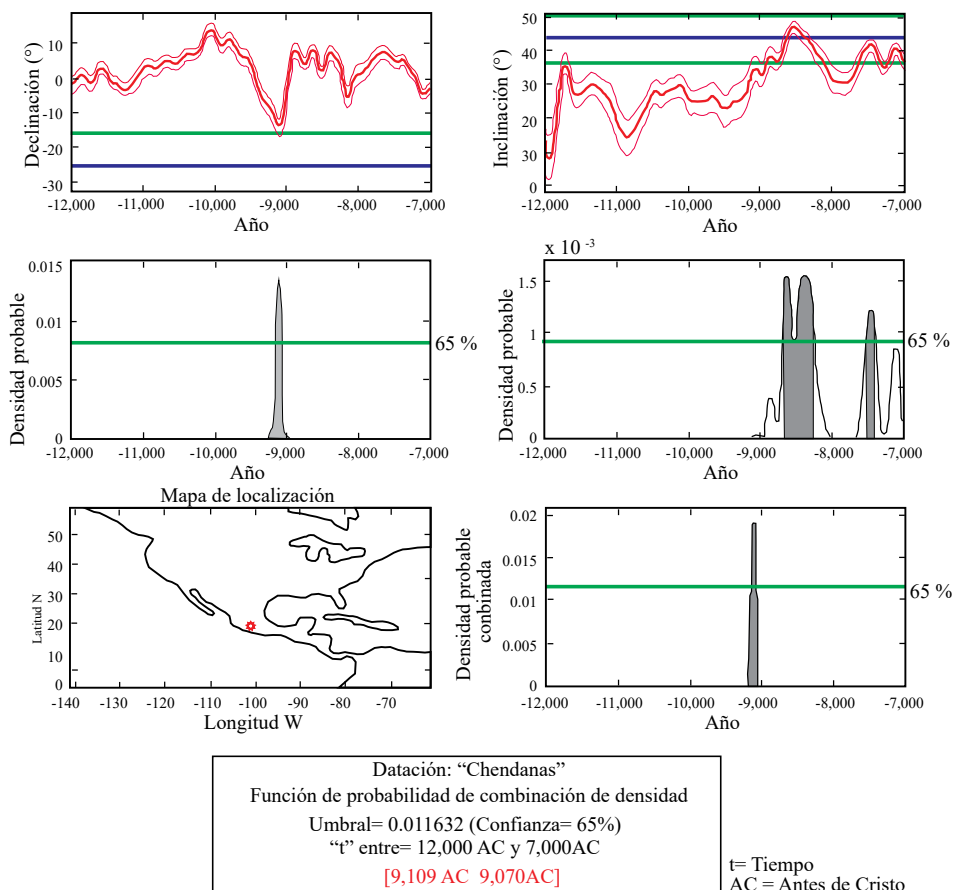 Declinación (°)
10
0
-10
-20
-30
-12,000 -11,000 -10,000 -9,000 -8,000 -7,000
Año
Inclinación (°)
50
40
30
20
30
0
-12,000 -11,000 -10,000 -9,000 -8,000 -7,000
Año
Densidad probable
0.015
0.01
0.005
0
65 %
-12,000 -11,000 -10,000 -9,000 -8,000 -7,000
Año
x 10 -3
Densidad probable
1.5
1
0.5
0
65 %
-12,000 -11,000 -10,000 -9,000 -8,000 -7,000
Año
Mapa de localización
Latitud N
50
40
30
20
10
0
-140 -130 -120 -110 -100 -90 -80 -70
Longitud W
Densidad probable
conbinada
0.02
0.015
0.01
0.005
0
65 %
-12,000 -11,000 -10,000 -9,000 -8,000 -7,000
Año
Datación: “Chendanas”
Función de probabilidad de combinación de densidad
Umbral= 0.011632 (Confianza= 65%)
“t” entre= 12,000 AC y 7,000AC
[9,109 AC 9,070AC]
t= Tiempo
AC = Antes de Cristo